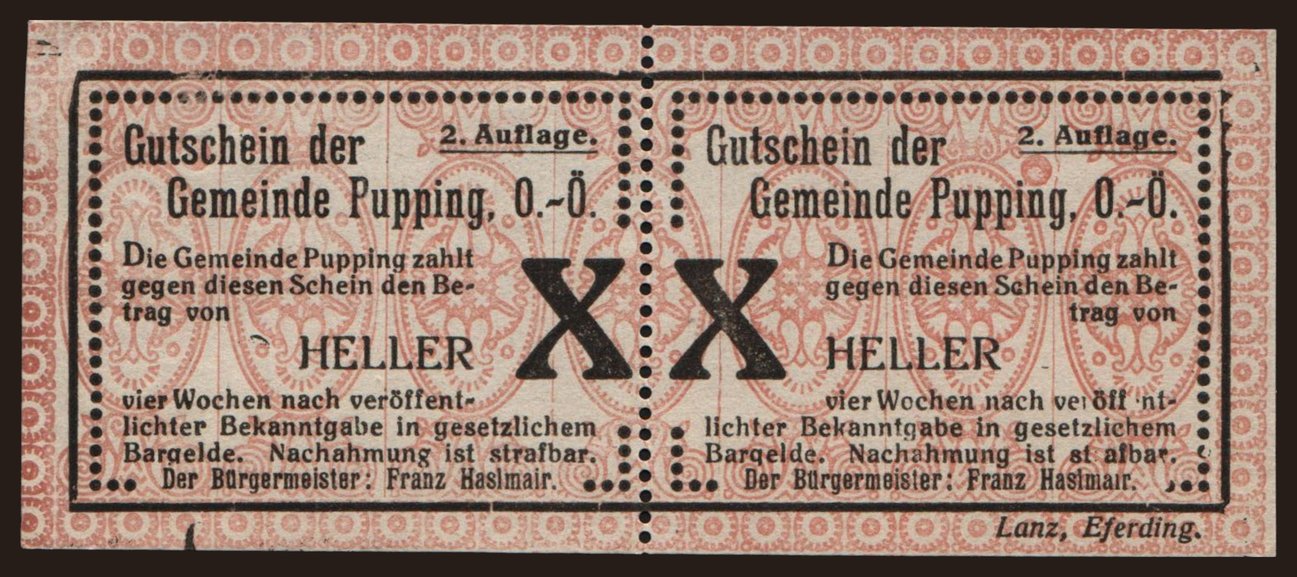 Gutschein der 2. Auflage.
Gemeinde Pupping, O.-Ö.
Die Gemeinde Pupping zahlt
gegen diesen Schein den Be-
trag von
X
HELLER
vier Wochen nach veröffent-
lichter Bekanntgabe in gesetzlichem
Bargelde. Nachahmung ist strafbar.
Der Bürgermeister: Franz Haslmair.
Gutschein der 2. Auflage.
Gemeinde Pupping, O.-Ö.
Die Gemeinde Pupping zahlt
gegen diesen Schein den Be-
trag von
X
HELLER
vier Wochen nach veröffent-
lichter Bekanntgabe in gesetzlichem
Bargelde. Nachahmung ist strafbar.
Der Bürgermeister: Franz Haslmair.
Lanz, Eferding.